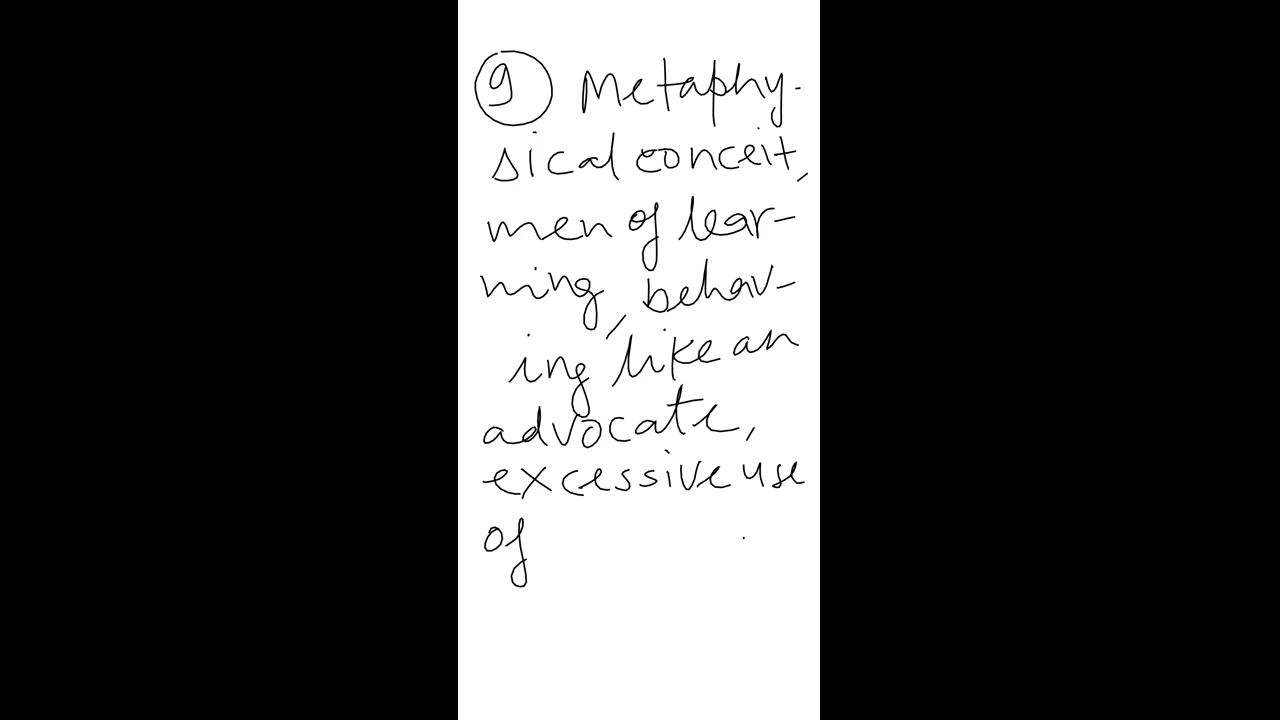 9 Metaphy-
sical conceit,
men of lear-
ning, behav-
ing like an
advocate,
excessive use
of